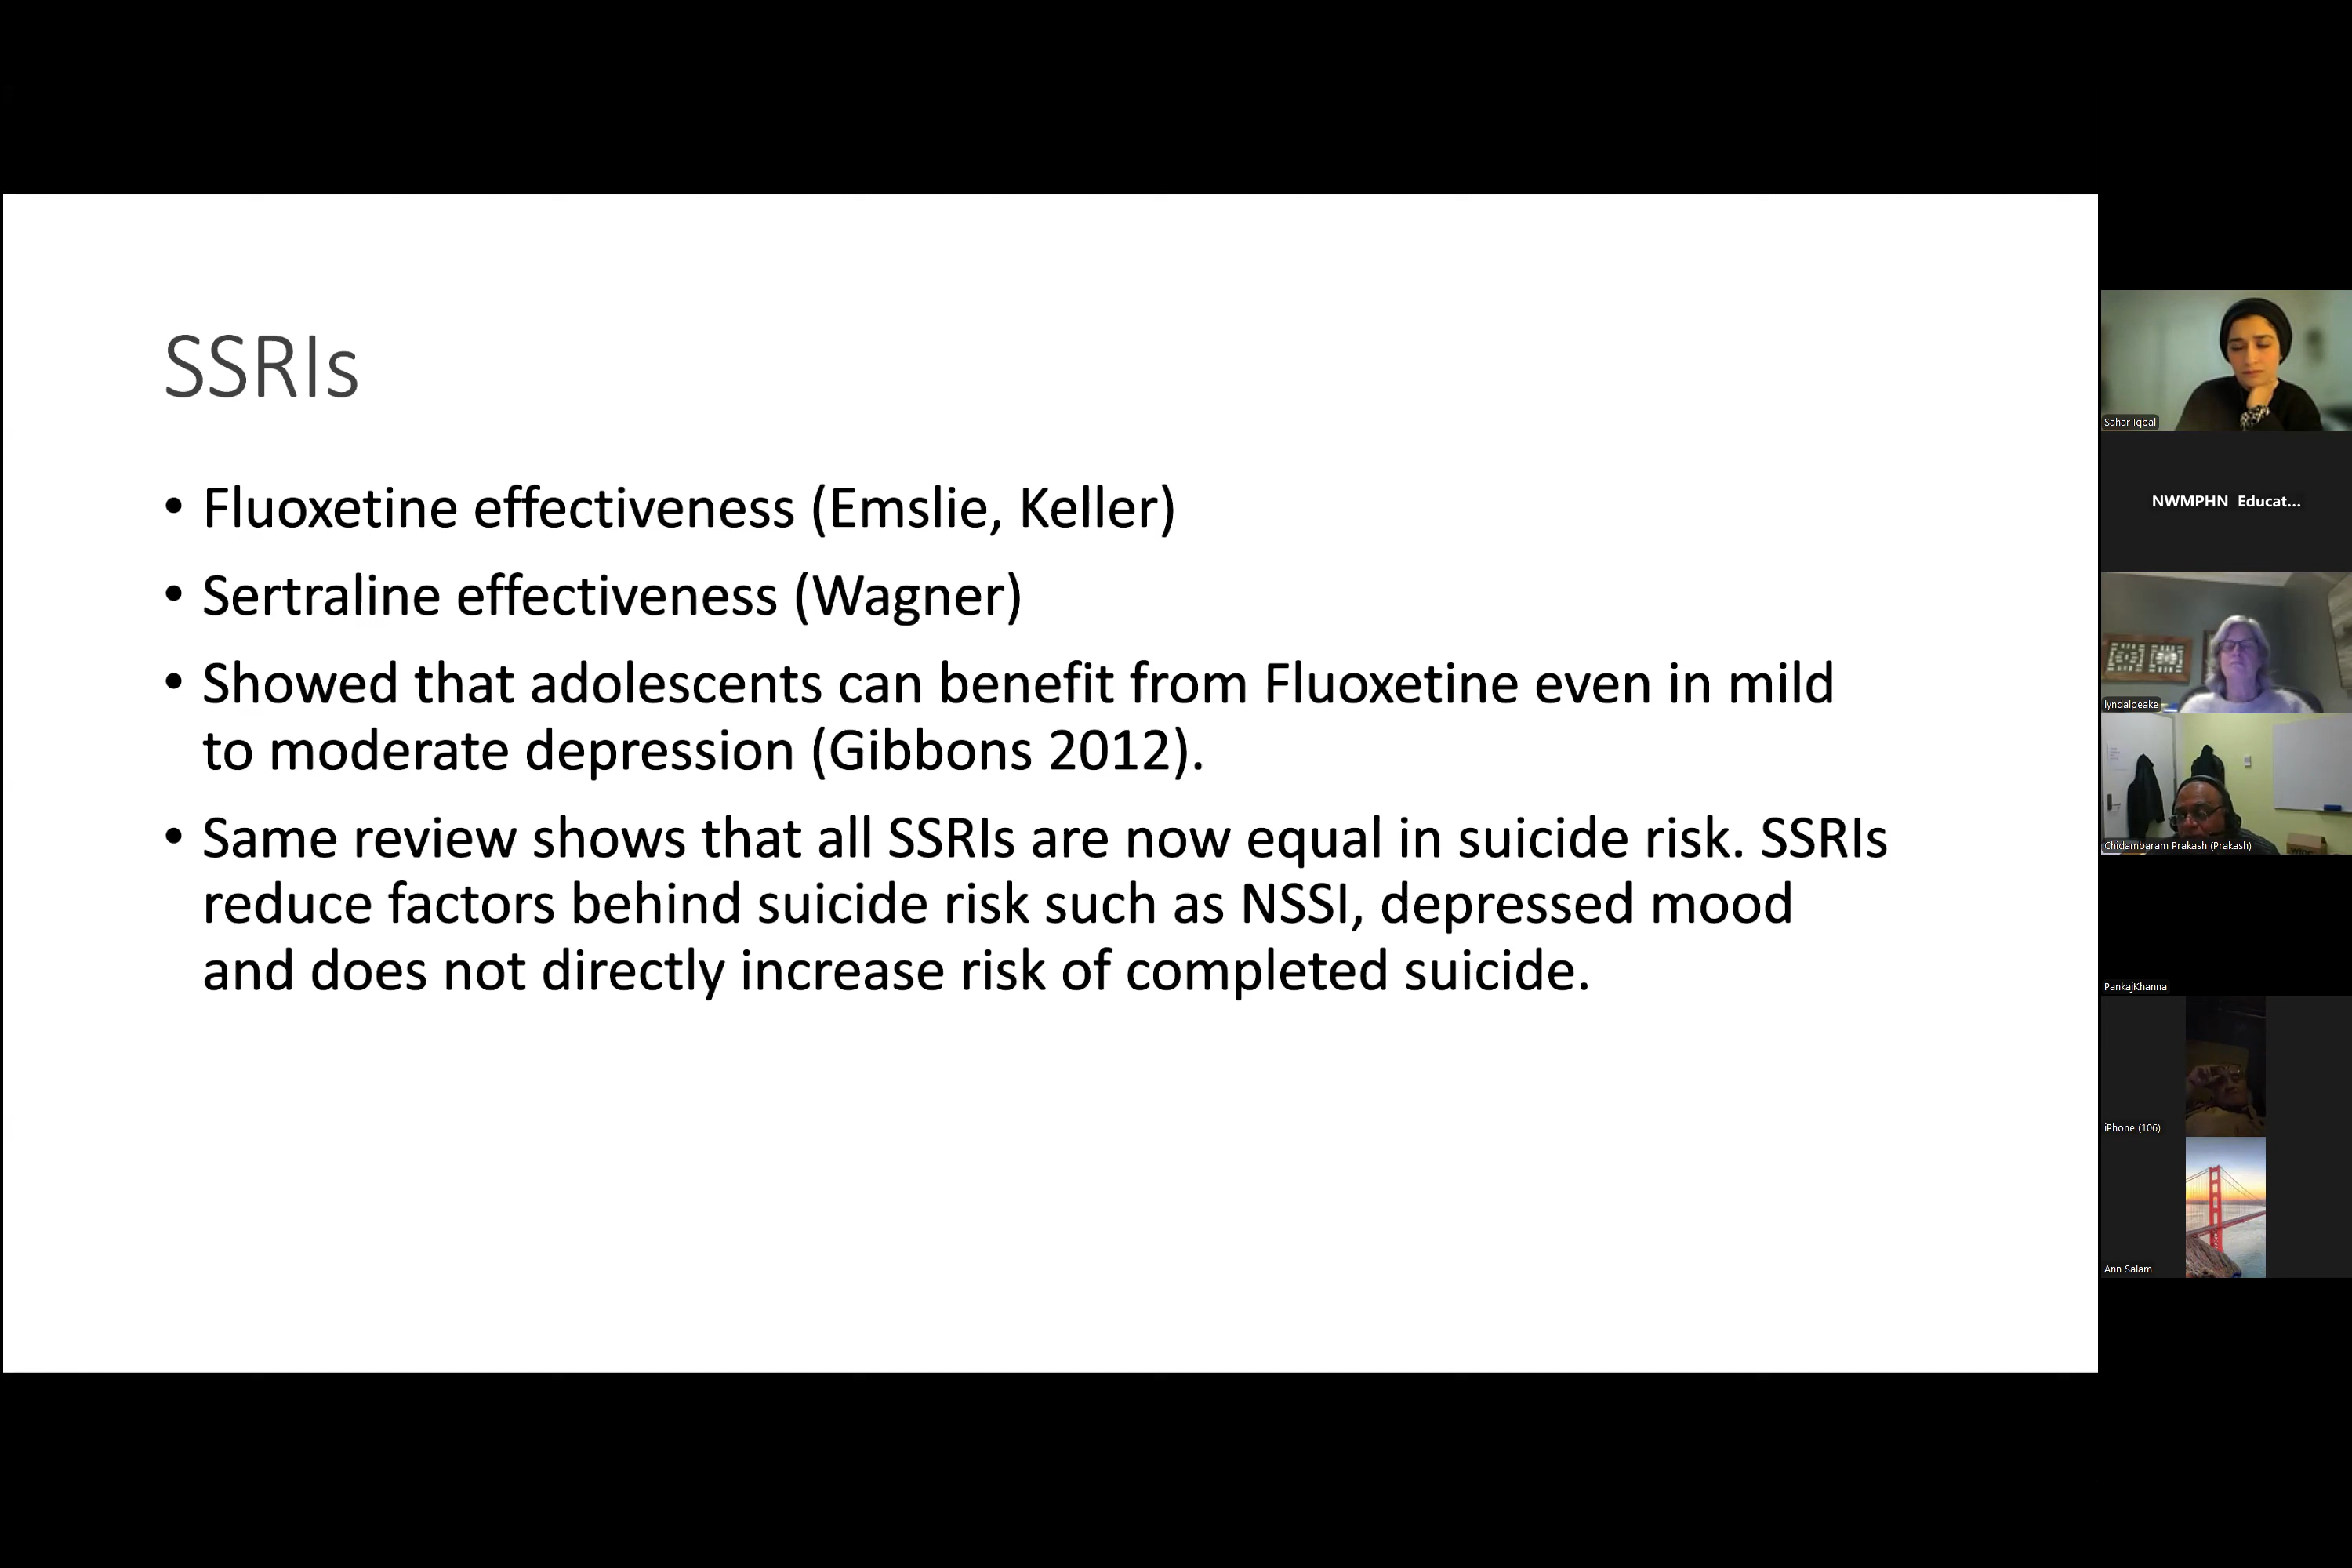 SSRIs
• Fluoxetine effectiveness (Emslie, Keller)
• Sertraline effectiveness (Wagner)
• Showed that adolescents can benefit from Fluoxetine even in mild
to moderate depression (Gibbons 2012).
• Same review shows that all SSRIs are now equal in suicide risk. SSRIs
reduce factors behind suicide risk such as NSSI, depressed mood
and does not directly increase risk of completed suicide.
Sahar Iqbal
NWMPHN Educat...
lyndalpeake
Chidambaram Prakash (Prakash)
PankajKhanna
iPhone (106)
Ann Salam